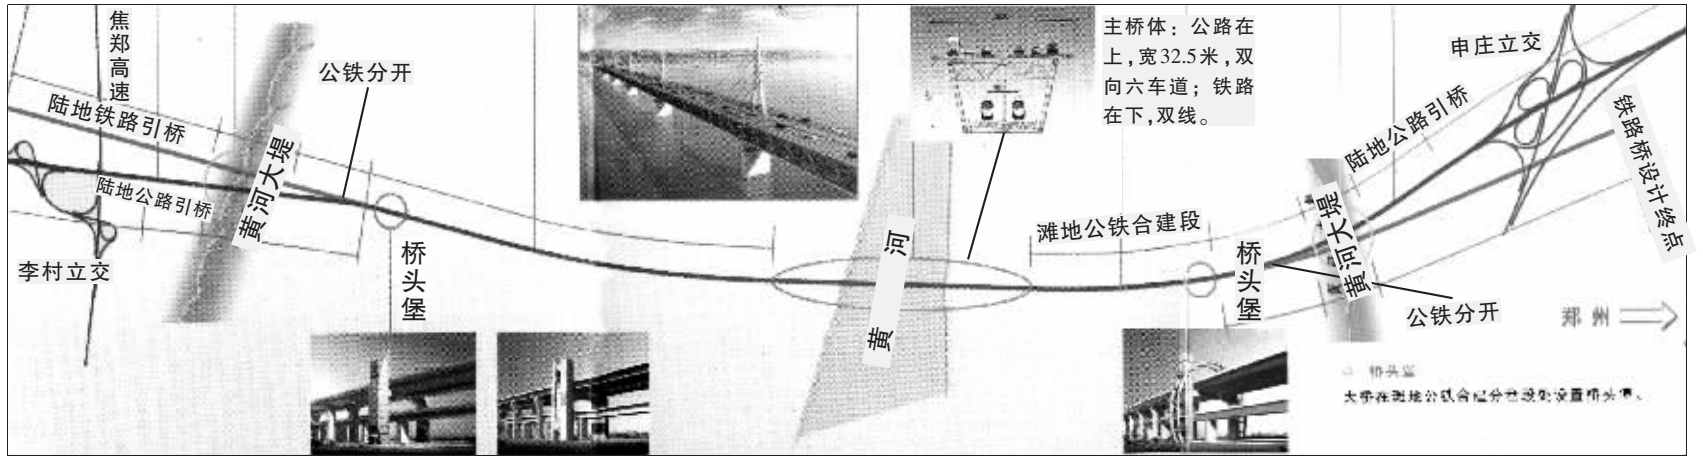 焦郑高速
公铁分开
陆地铁路引桥
黄河大堤
陆地公路引桥
李村立交
桥头堡
主桥体：公路在
上，宽32.5米，双
向六车道；铁路
在下，双线。
黄河
滩地公铁合建段
桥头堡
申庄立交
陆地公路引桥
铁路桥设计终点
黄河大堤
公铁分开
郑州
桥头堡